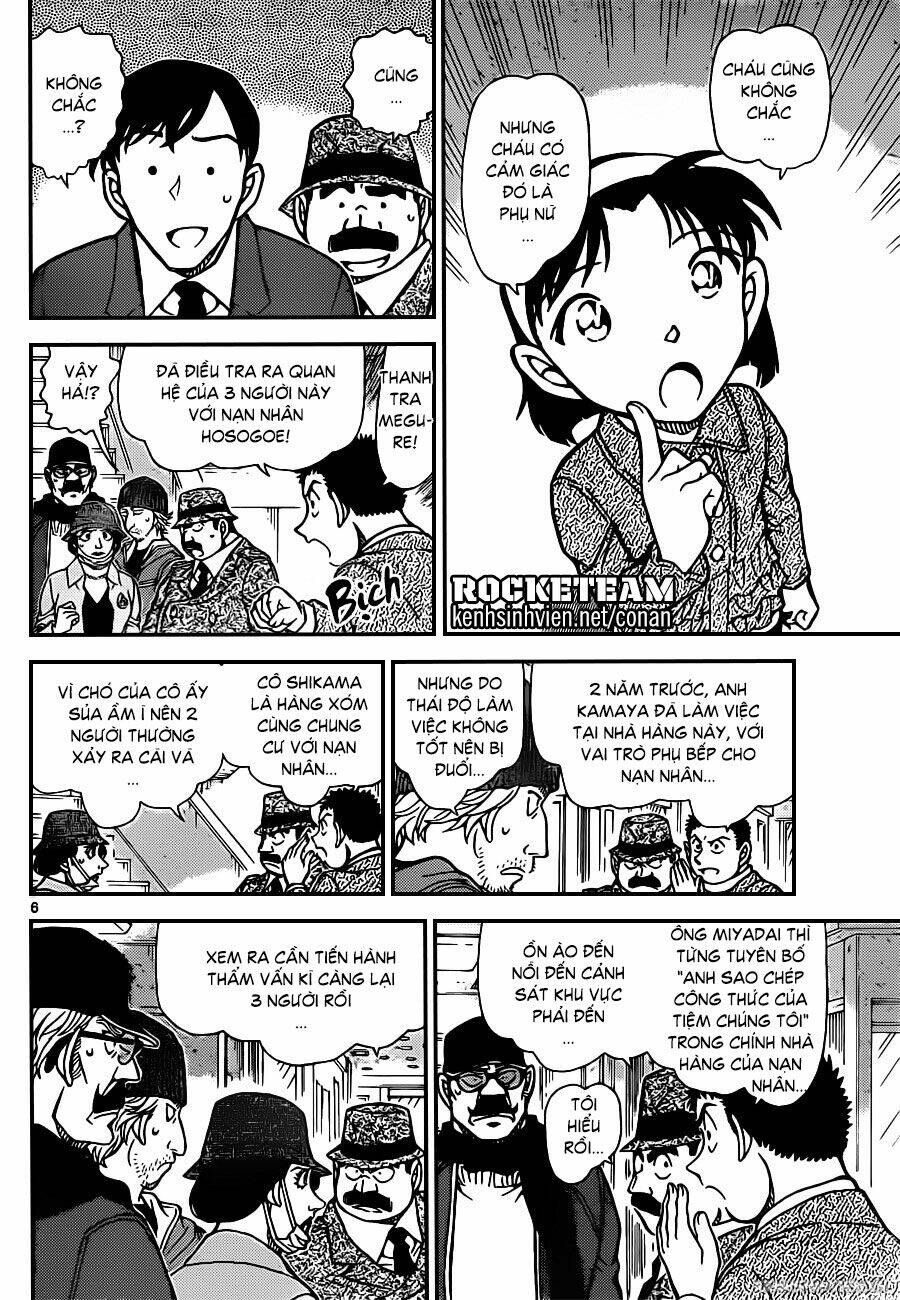 CHÁU CŨNG
KHÔNG
CHẮC
...
NHƯNG
CHÁU CÓ
CẢM GIÁC
ĐÓ LÀ
PHỤ NỮ
CŨNG
...
KHÔNG
CHẮC
...?
ROCKETEAM
kenhsinhvien.net/conan
THANH
TRA
MEGU-
RE!
ĐÃ ĐIỀU TRA RA QUAN
HỆ CỦA 3 NGƯỜI NÀY
VỚI NẠN NHÂN
HOSOGOE!
VẬY
HẢ!?
Bịch
2 NĂM TRƯỚC, ANH
KAMAYA ĐÃ LÀM VIỆC
TẠI NHÀ HÀNG NÀY, VỚI
VAI TRÒ PHỤ BẾP CHO
NẠN NHÂN...
NHƯNG DO
THÁI ĐỘ LÀM
VIỆC KHÔNG
TỐT NÊN BỊ
ĐUỔI...
CÔ SHIKAMA
LÀ HÀNG XÓM
CÙNG CHUNG
CƯ VỚI NẠN
NHÂN...
VÌ CHÓ CỦA CÔ ẤY
SỦA ẦM Ĩ NÊN 2
NGƯỜI THƯỜNG
XẢY RA CÃI VÃ
...
6
ÔNG MIYADAI THÌ
TỪNG TUYÊN BỐ
"ANH SAO CHÉP
CÔNG THỨC CỦA
TIỆM CHÚNG TÔI"
TRONG CHÍNH NHÀ
HÀNG CỦA NẠN
NHÂN...
ỒN ÀO ĐẾN
NỖI ĐẾN CẢNH
SÁT KHU VỰC
PHẢI ĐẾN
...
TÔI
HIỂU
RỒI...
XEM RA CẦN TIẾN HÀNH
THẨM VẤN KĨ CÀNG LẠI
3 NGƯỜI RỒI
...